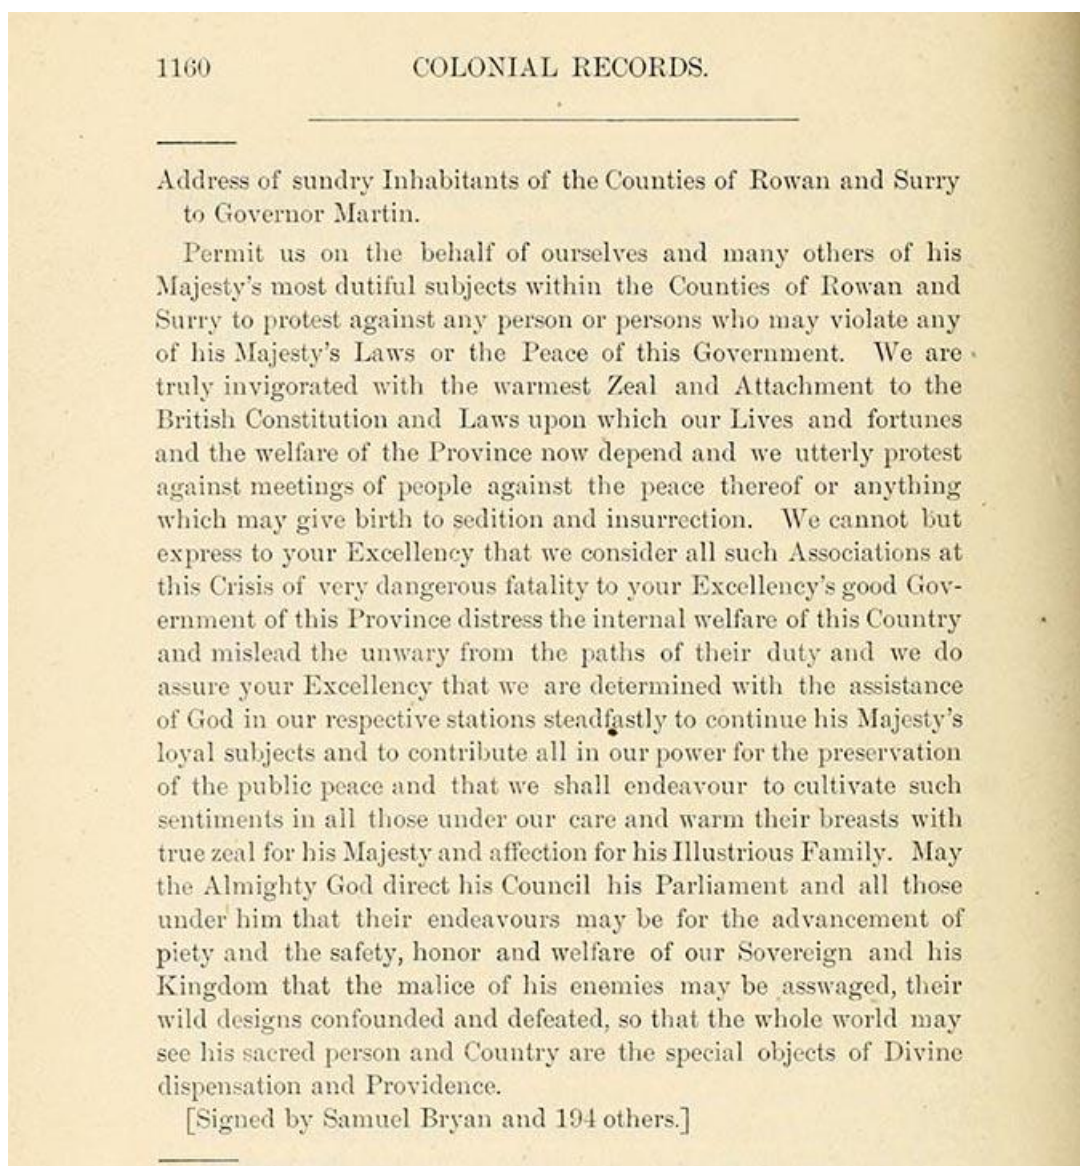 1160
COLONIAL RECORDS.
Address of sundry Inhabitants of the Counties of Rowan and Surry
to Governor Martin.
Permit us on the behalf of ourselves and many others of his
Majesty's most dutiful subjects within the Counties of Rowan and
Surry to protest against any person or persons who may violate any
of his Majesty's Laws or the Peace of this Government. We are
truly invigorated with the warmest Zeal and Attachment to the
British Constitution and Laws upon which our Lives and fortunes
and the welfare of the Province now depend and we utterly protest
against meetings of people against the peace thereof or anything
which may give birth to sedition and insurrection. We cannot but
express to your Excellency that we consider all such Associations at
this Crisis of very dangerous fatality to your Excellency's good Gov-
ernment of this Province distress the internal welfare of this Country
and mislead the unwary from the paths of their duty and we do
assure your Excellency that we are determined with the assistance
of God in our respective stations steadfastly to continue his Majesty's
loyal subjects and to contribute all in our power for the preservation
of the public peace and that we shall endeavour to cultivate such
sentiments in all those under our care and warm their breasts with
true zeal for his Majesty and affection for his Illustrious Family. May
the Almighty God direct his Council his Parliament and all those
under him that their endeavours may be for the advancement of
piety and the safety, honor and welfare of our Sovereign and his
Kingdom that the malice of his enemies may be asswaged, their
wild designs confounded and defeated, so that the whole world may
see his sacred person and Country are the special objects of Divine
dispensation and Providence.
[Signed by Samuel Bryan and 194 others.]